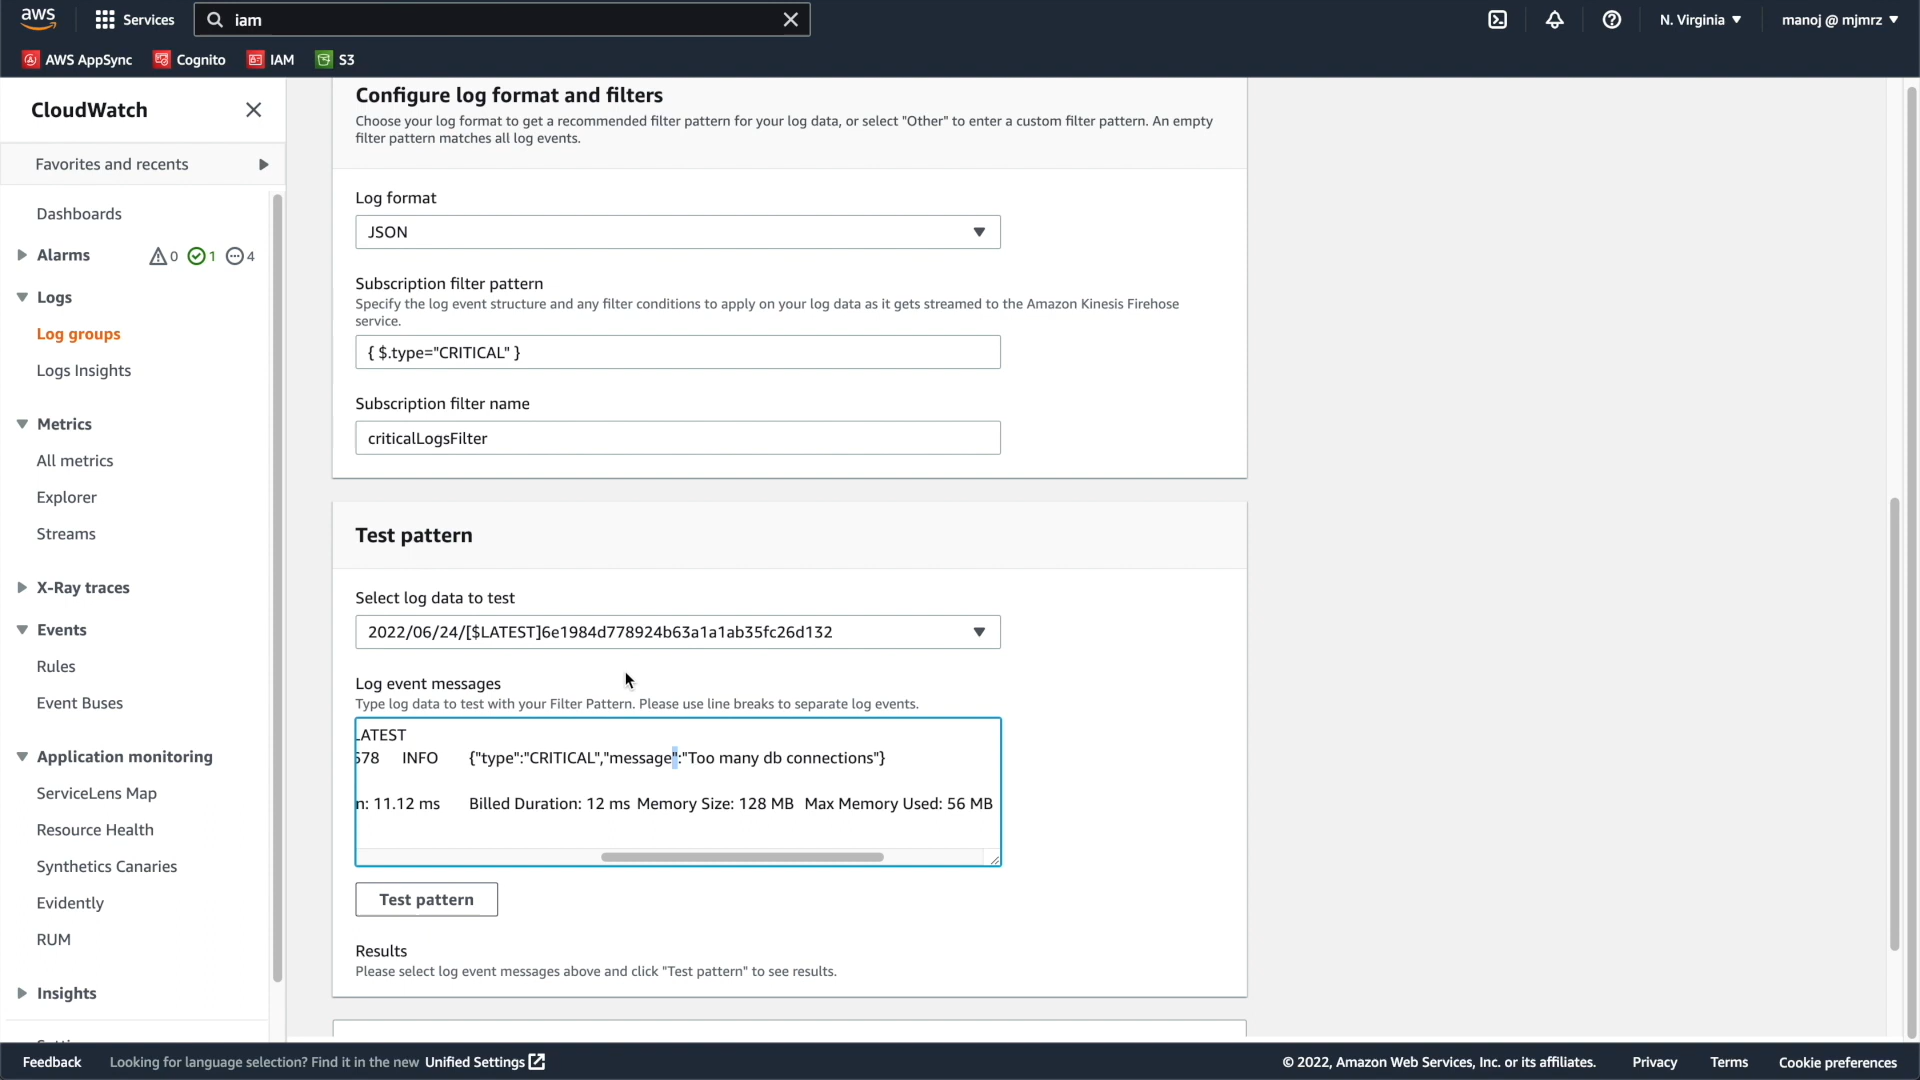 aws
Services
iam
N. Virginia
manoj @ mjmrz
AWS AppSync
Cognito
IAM
S3
CloudWatch
Favorites and recents
Dashboards
Alarms
0
1
4
Logs
Log groups
Logs Insights
Metrics
All metrics
Explorer
Streams
X-Ray traces
Events
Rules
Event Buses
Application monitoring
ServiceLens Map
Resource Health
Synthetics Canaries
Evidently
RUM
Insights
Configure log format and filters
Choose your log format to get a recommended filter pattern for your log data, or select "Other" to enter a custom filter pattern. An empty
filter pattern matches all log events.
Log format
JSON
Subscription filter pattern
Specify the log event structure and any filter conditions to apply on your log data as it gets streamed to the Amazon Kinesis Firehose
service.
{ $.type="CRITICAL" }
Subscription filter name
criticalLogsFilter
Test pattern
Select log data to test
2022/06/24/[$LATEST]6e1984d778924b63a1a1ab35fc26d132
Log event messages
Type log data to test with your Filter Pattern. Please use line breaks to separate log events.
LATEST
578 INFO {"type":"CRITICAL","message":"Too many db connections"}
n: 11.12 ms Billed Duration: 12 ms Memory Size: 128 MB Max Memory Used: 56 MB
Test pattern
Results
Please select log event messages above and click "Test pattern" to see results.
Feedback
Looking for language selection? Find it in the new Unified Settings
© 2022, Amazon Web Services, Inc. or its affiliates.
Privacy
Terms
Cookie preferences